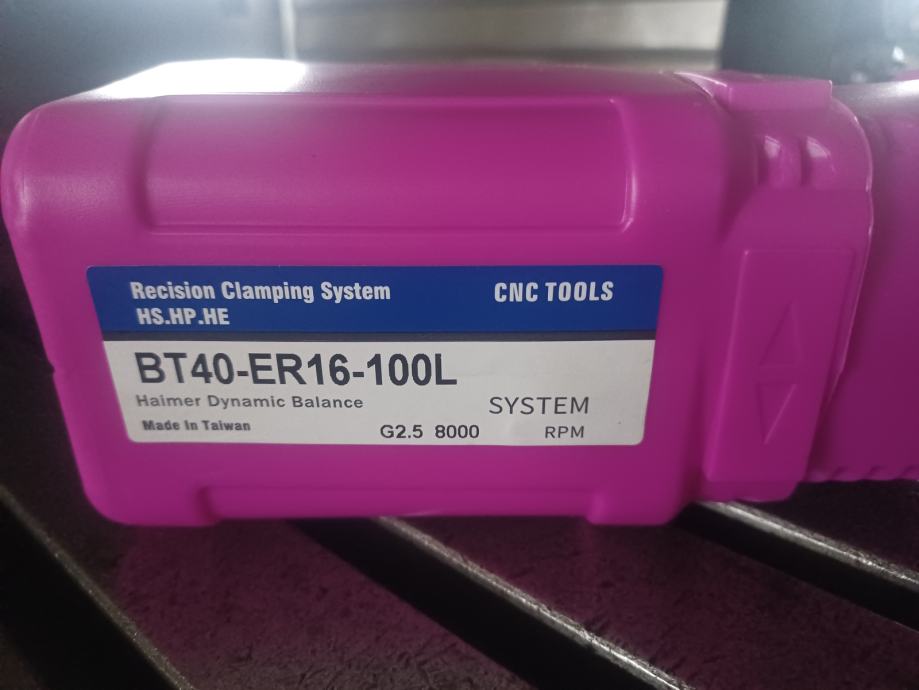 Recision Clamping System CNC TOOLS
HS.HP.HE
BT40-ER16-100L
Haimer Dynamic Balance
SYSTEM
Made In Taiwan
G2.5 8000 RPM